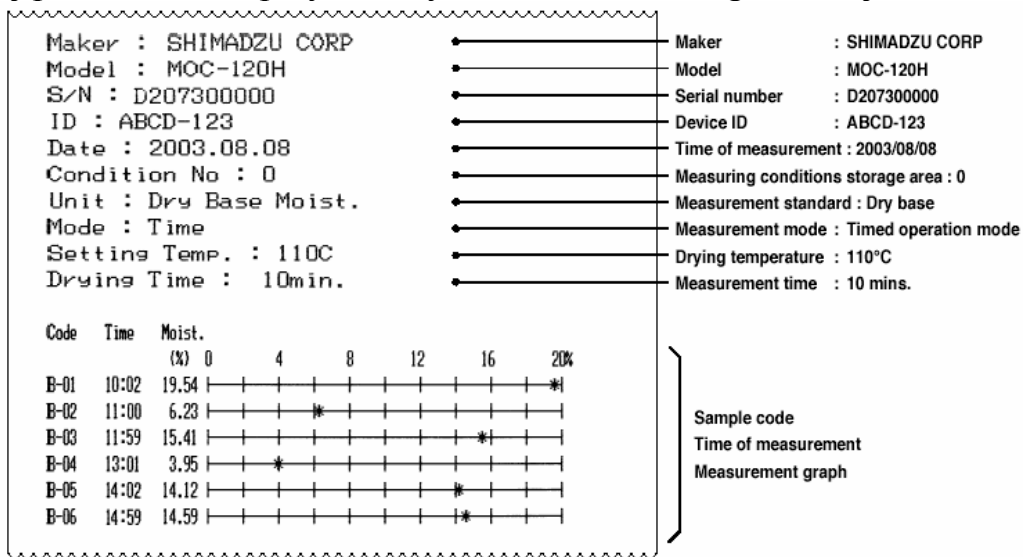 Maker : SHIMADZU CORP
Model : MOC-120H
S/N : D207300000
ID : ABCD-123
Date : 2003.08.08
Condition No : 0
Unit : Dry Base Moist.
Mode : Time
Setting Temp. : 110C
Drying Time : 10min.
Maker : SHIMADZU CORP
Model : MOC-120H
Serial number : D207300000
Device ID : ABCD-123
Time of measurement : 2003/08/08
Measuring conditions storage area : 0
Measurement standard : Dry base
Measurement mode : Timed operation mode
Drying temperature : 110°C
Measurement time : 10 mins.
Code Time Moist.
(%) 0 4 8 12 16 20%
B-01 10:02 19.54
B-02 11:00 6.23
B-03 11:59 15.41
B-04 13:01 3.95
B-05 14:02 14.12
B-06 14:59 14.59
Sample code
Time of measurement
Measurement graph